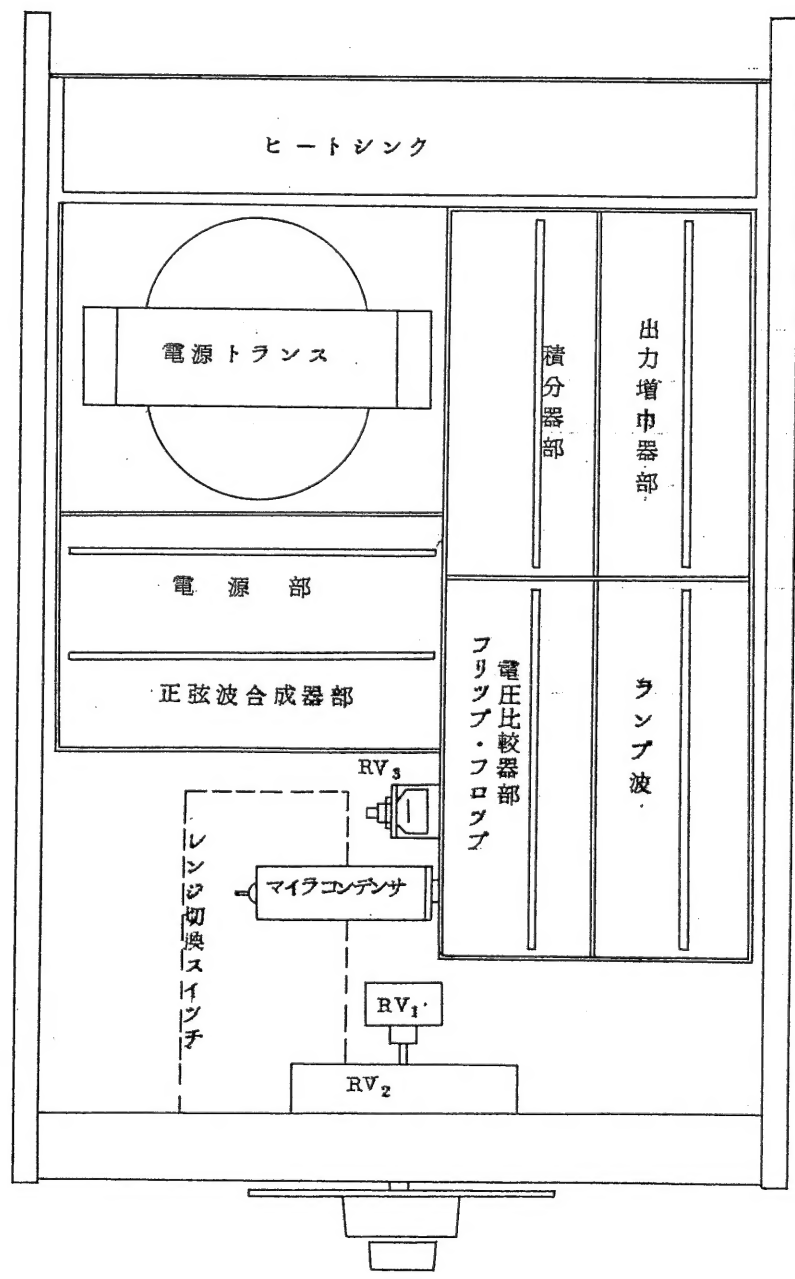 ヒートシンク
電源トランス
積分器部
出力増巾器部
電源部
正弦波合成器部
電圧比較器部
フリップ・フロップ
ランプ波
RV₃
レンジ切換スイッチ
マイラコンデンサ
RV₁
RV₂